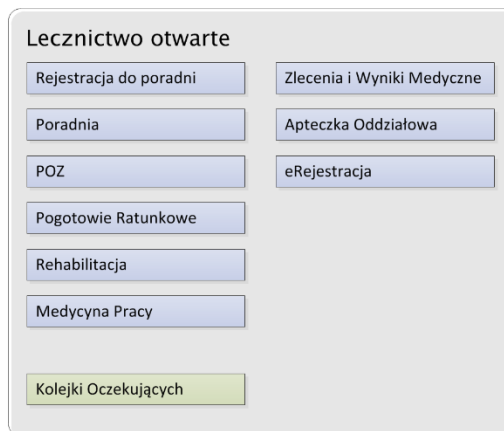 Lecznictwo otwarte
Rejestracja do poradni
Poradnia
POZ
Pogotowie Ratunkowe
Rehabilitacja
Medycyna Pracy
Kolejki Oczekujących
Zlecenia i Wyniki Medyczne
Apteczka Oddziałowa
eRejestracja